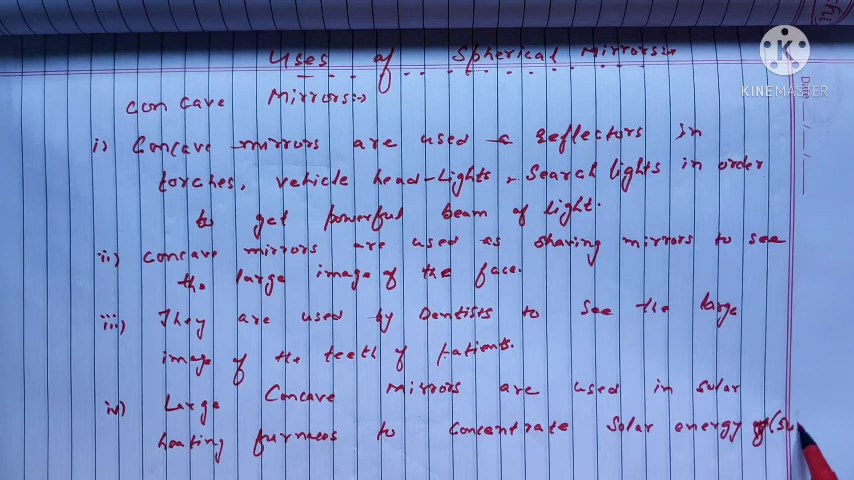 Uses of Spherical Mirrors:-
K
KINEMASTER
Date
Concave Mirrors:->
i) Concave mirrors are used a reflectors in
torches, vehicle head-Lights, Search lights in order
to get powerful beam of light.
ii) Concave mirrors are used as shaving mirrors to see
the large image of the face.
iii) They are used by Dentists to see the large
image of the teeth of patients.
iv) Large Concave Mirrors are used in solar
heating furnaces to Concentrate Solar energy (Su